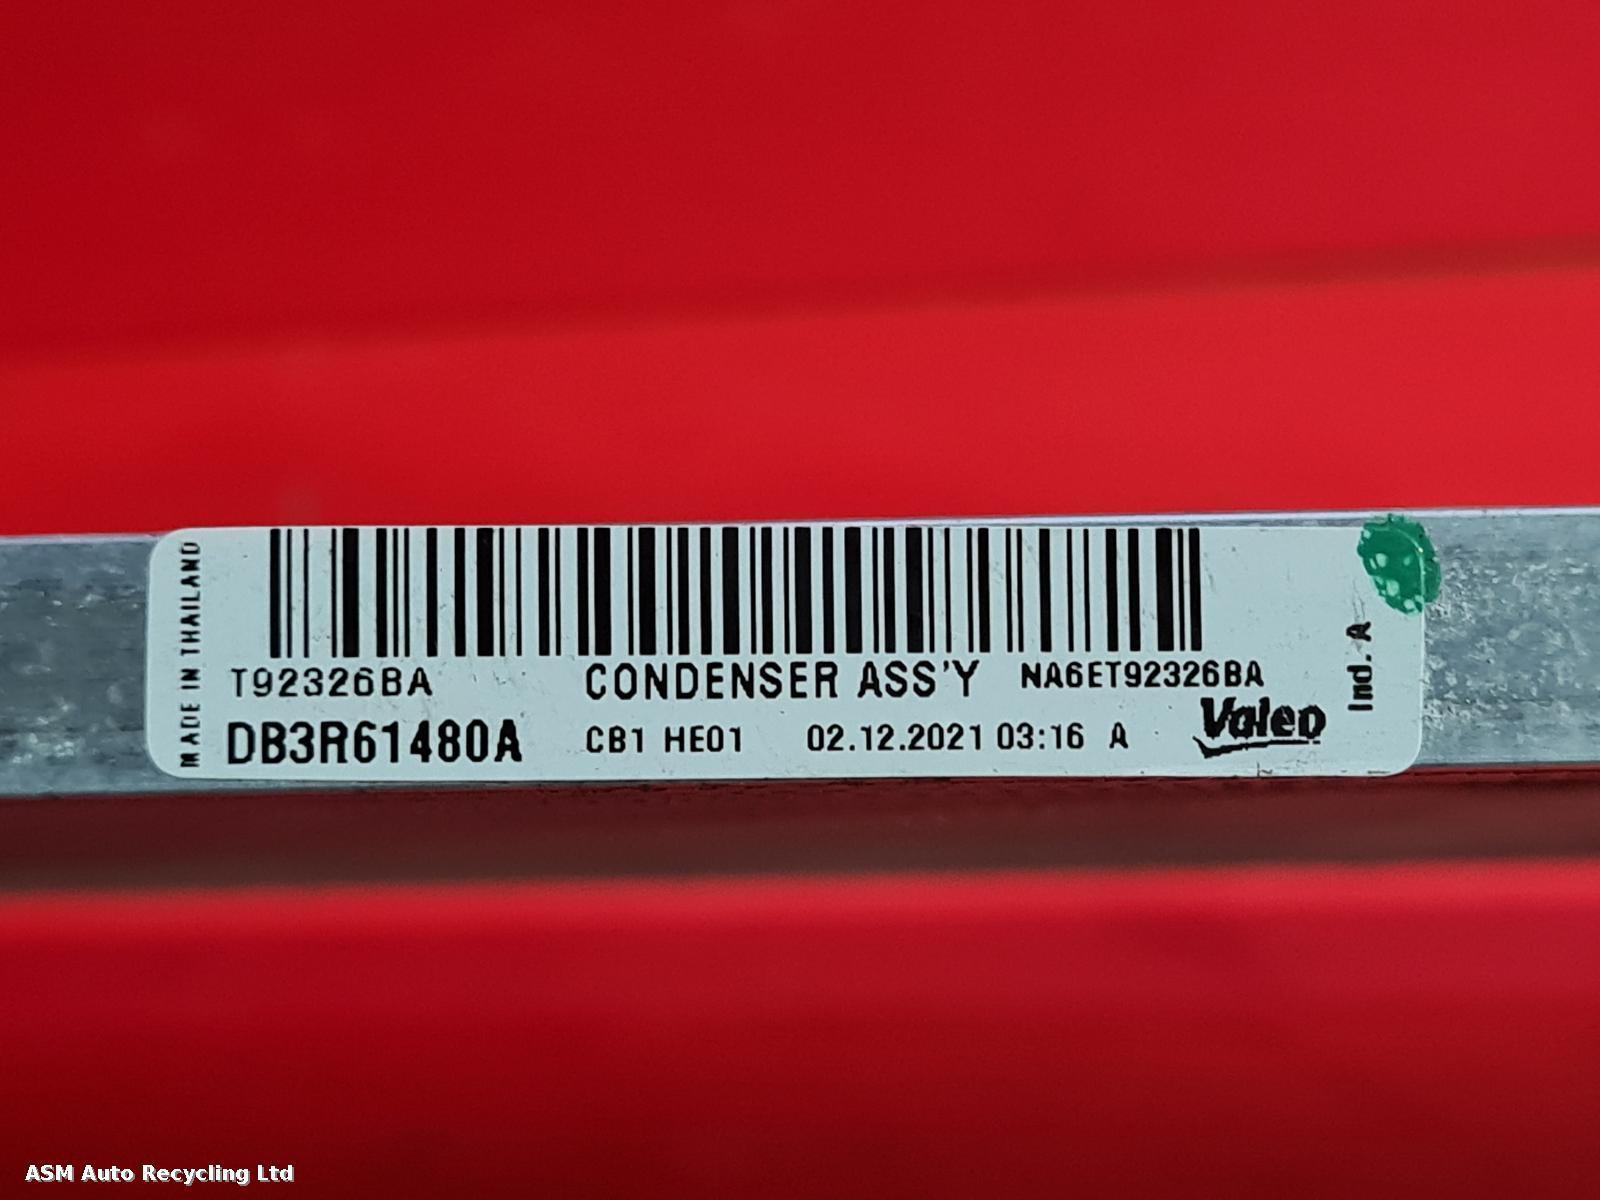 MADE IN THAILAND
T92326BA CONDENSER ASS'Y NA6ET92326BA
DB3R61480A CB1 HE01 02.12.2021 03:16 A Valeo
Ind. A
ASM Auto Recycling Ltd